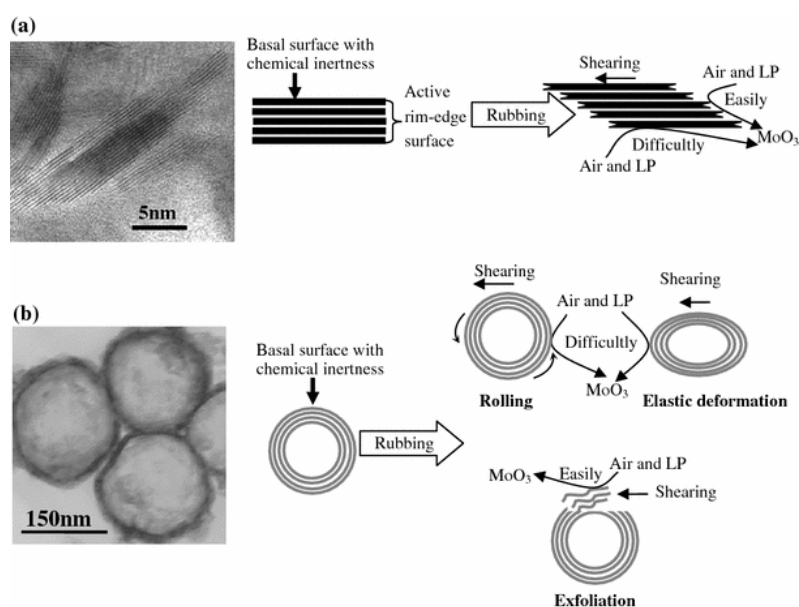 (a)
Basal surface with
chemical inertness
Active
rim-edge
surface
Rubbing
Shearing
Air and LP
Easily
MoO₃
Difficultly
Air and LP
5nm
(b)
Basal surface with
chemical inertness
Rubbing
Shearing
Air and LP
Difficultly
MoO₃
Rolling
Shearing
Elastic deformation
MoO₃
Easily
Air and LP
Shearing
Exfoliation
150nm